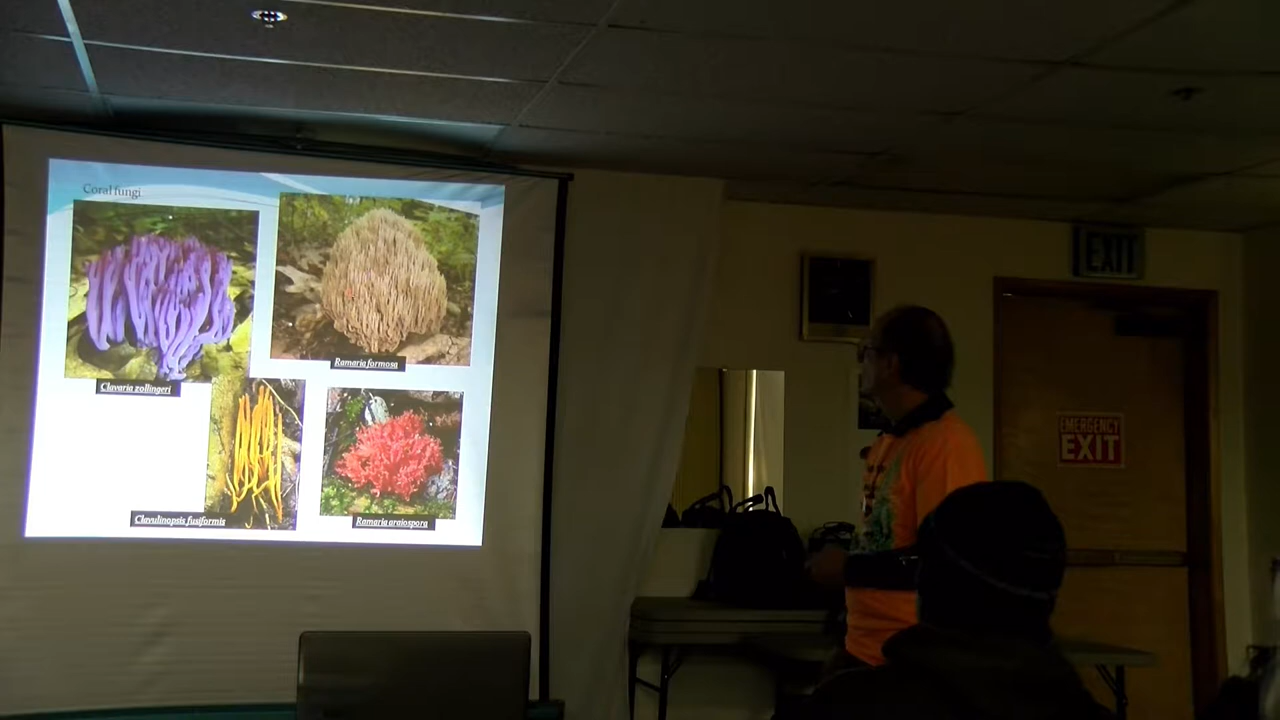 Coral fungi
Ramaria formosa
Clavaria zollingeri
Clavulinopsis fusiformis
Ramaria araiospora
EXIT
EMERGENCY
EXIT